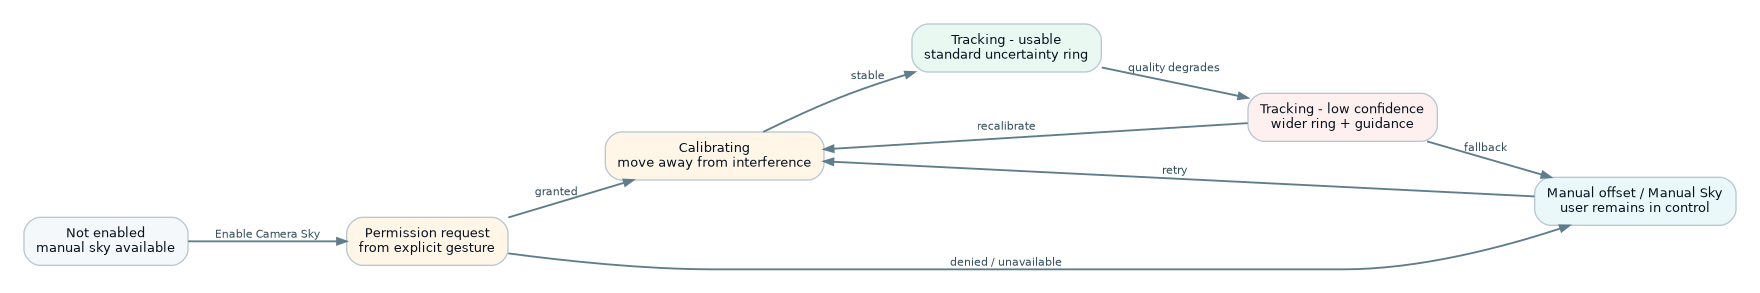 Tracking - usable
standard uncertainty ring
quality degrades
stable
Tracking - low confidence
wider ring + guidance
recalibrate
Calibrating
move away from interference
fallback
retry
granted
Manual offset / Manual Sky
user remains in control
Not enabled
manual sky available
Enable Camera Sky
Permission request
from explicit gesture
denied / unavailable